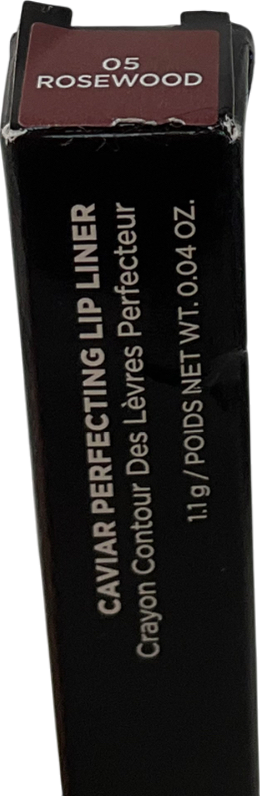 05
ROSEWOOD
CAVIAR PERFECTING LIP LINER
Crayon Contour Des Lèvres Perfecteur
1.1 g / POIDS NET WT. 0.04 OZ.